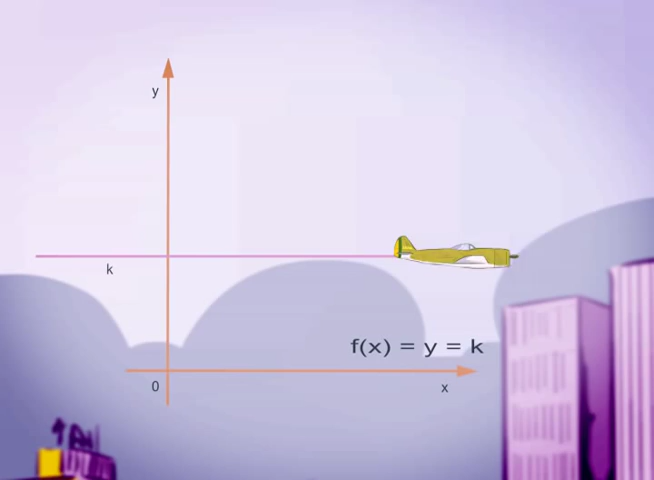 y
k
f(x) = y = k
0
x